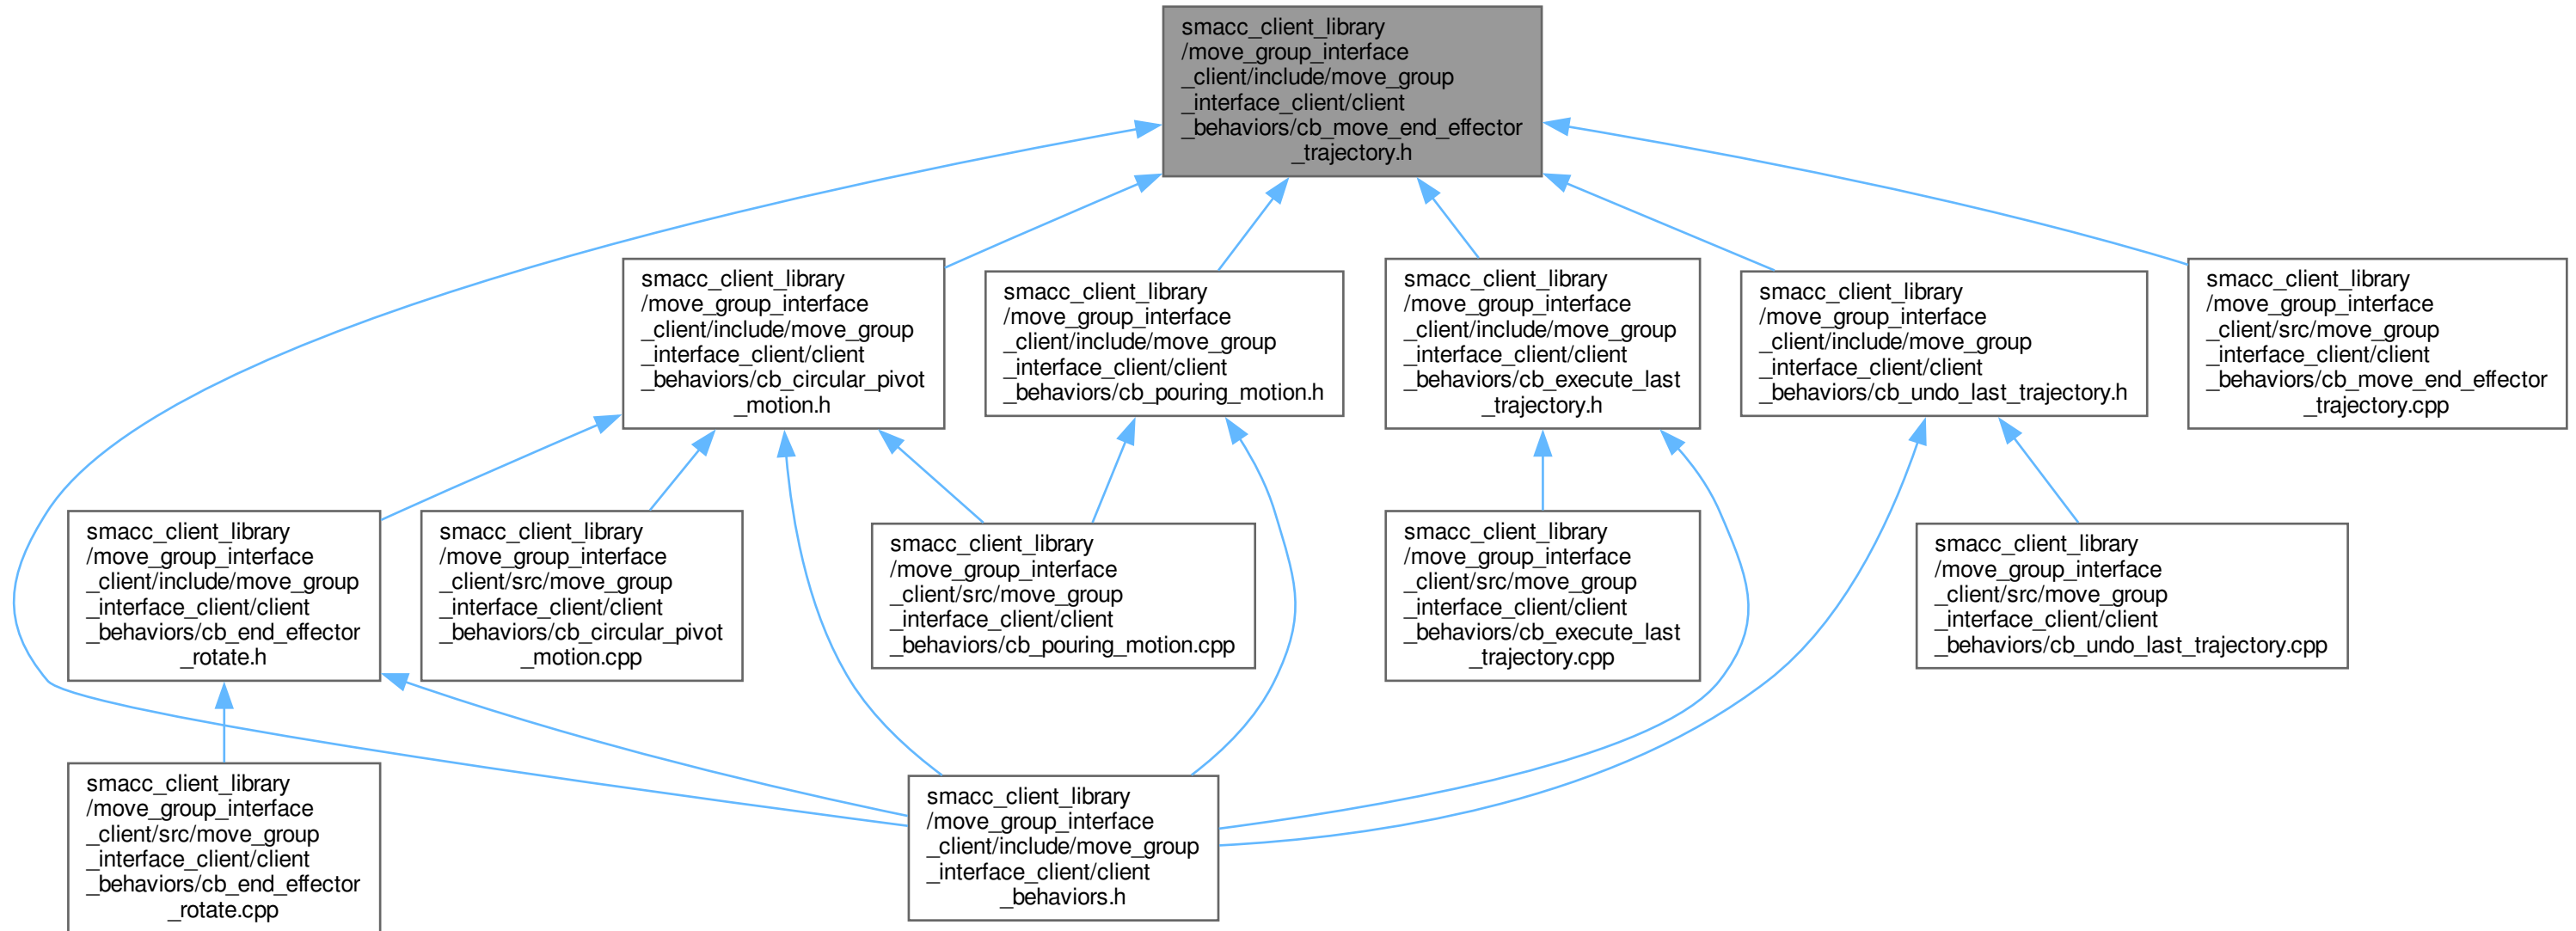 smacc_client_library
/move_group_interface
_client/include/move_group
_interface_client/client
_behaviors/cb_move_end_effector
_trajectory.h
smacc_client_library
/move_group_interface
_client/include/move_group
_interface_client/client
_behaviors/cb_circular_pivot
_motion.h
smacc_client_library
/move_group_interface
_client/include/move_group
_interface_client/client
_behaviors/cb_pouring_motion.h
smacc_client_library
/move_group_interface
_client/include/move_group
_interface_client/client
_behaviors/cb_execute_last
_trajectory.h
smacc_client_library
/move_group_interface
_client/include/move_group
_interface_client/client
_behaviors/cb_undo_last_trajectory.h
smacc_client_library
/move_group_interface
_client/src/move_group
_interface_client/client
_behaviors/cb_move_end_effector
_trajectory.cpp
smacc_client_library
/move_group_interface
_client/include/move_group
_interface_client/client
_behaviors/cb_end_effector
_rotate.h
smacc_client_library
/move_group_interface
_client/src/move_group
_interface_client/client
_behaviors/cb_circular_pivot
_motion.cpp
smacc_client_library
/move_group_interface
_client/src/move_group
_interface_client/client
_behaviors/cb_pouring_motion.cpp
smacc_client_library
/move_group_interface
_client/src/move_group
_interface_client/client
_behaviors/cb_execute_last
_trajectory.cpp
smacc_client_library
/move_group_interface
_client/src/move_group
_interface_client/client
_behaviors/cb_undo_last_trajectory.cpp
smacc_client_library
/move_group_interface
_client/src/move_group
_interface_client/client
_behaviors/cb_end_effector
_rotate.cpp
smacc_client_library
/move_group_interface
_client/include/move_group
_interface_client/client
_behaviors.h